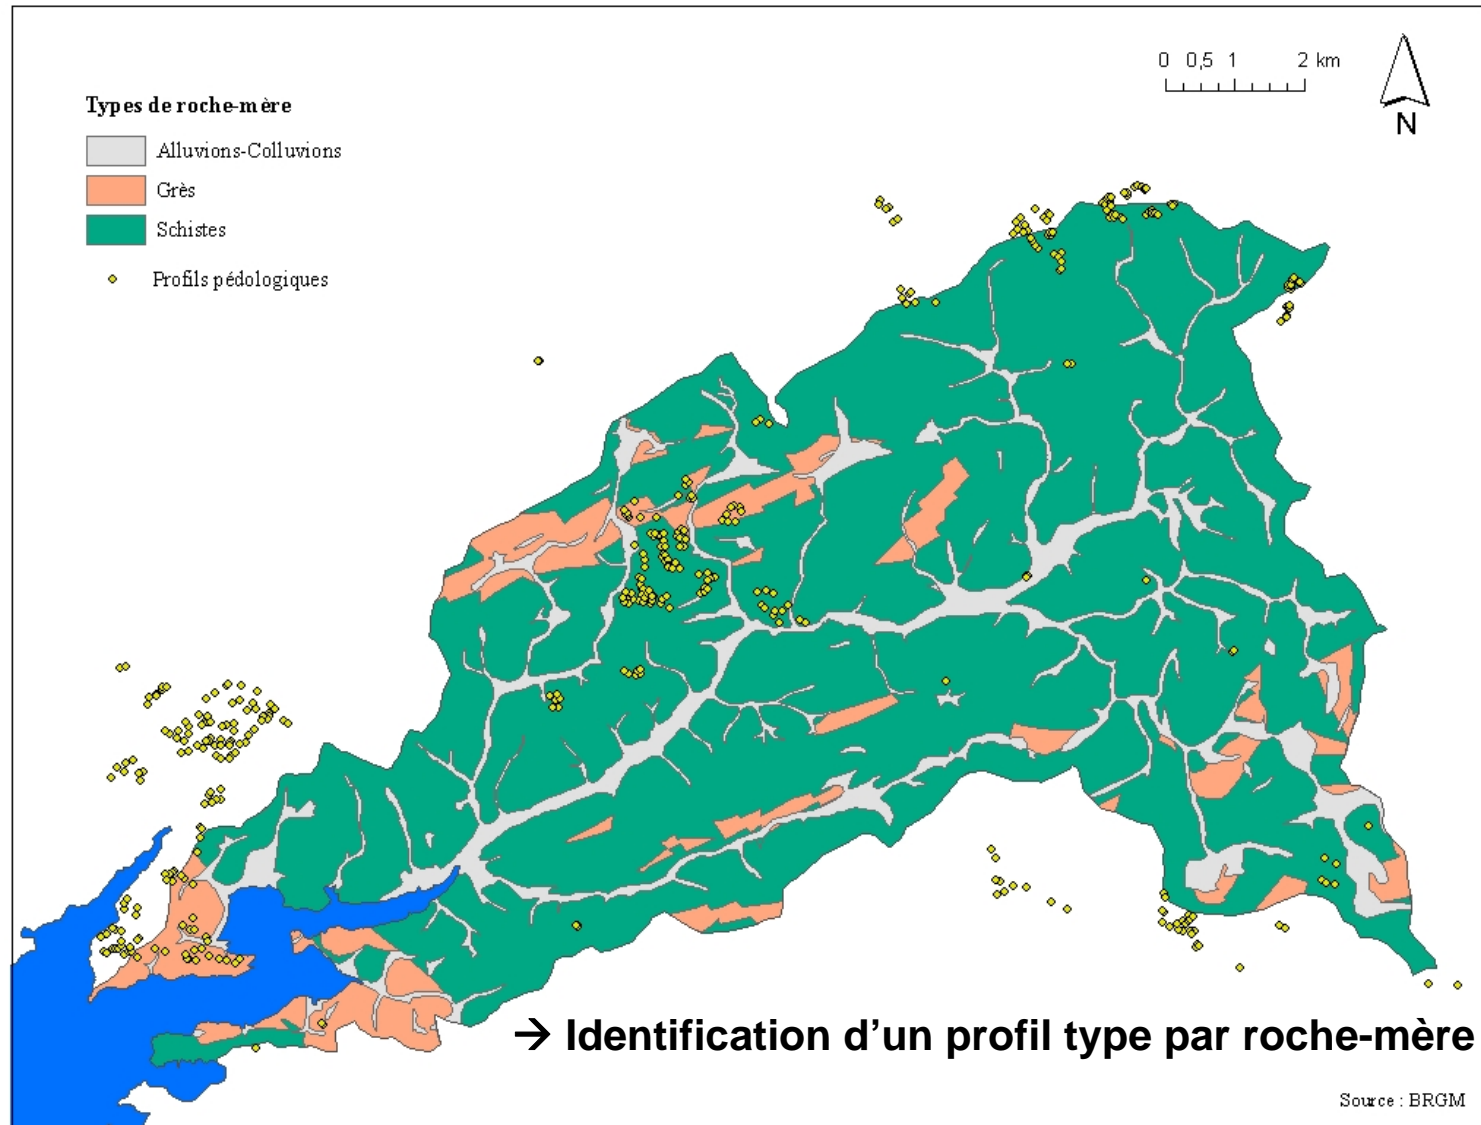 0 0,5 1 2 km
N
Types de roche-mère
Alluvions-Colluvions
Grès
Schistes
Profils pédologiques
→ Identification d’un profil type par roche-mère
Source : BRGM